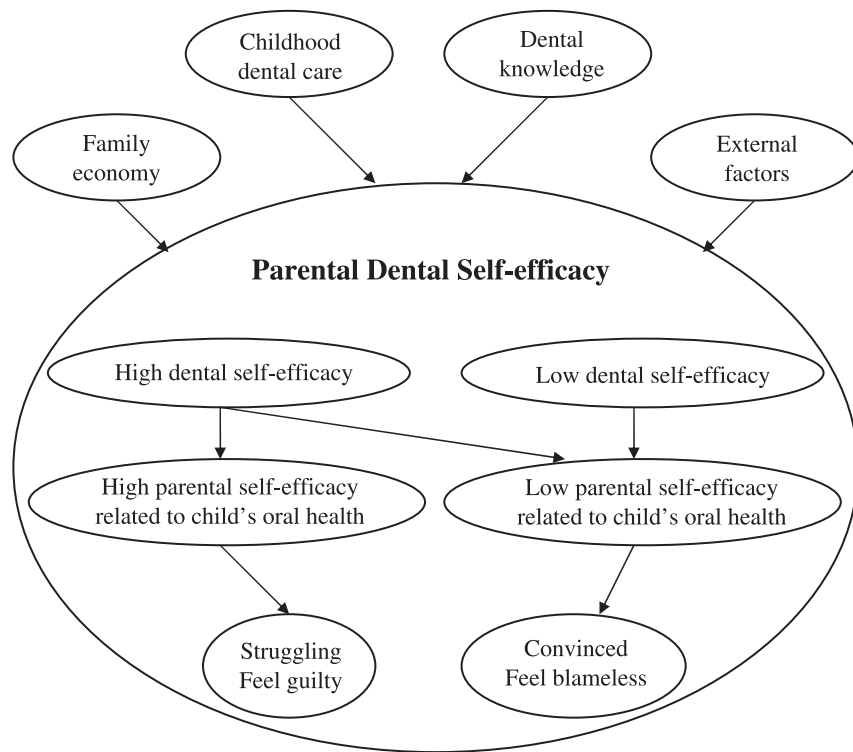 Childhood
dental care
Dental
knowledge
Family
economy
External
factors
Parental Dental Self-efficacy
High dental self-efficacy
Low dental self-efficacy
High parental self-efficacy
related to child’s oral health
Low parental self-efficacy
related to child’s oral health
Struggling
Feel guilty
Convinced
Feel blameless